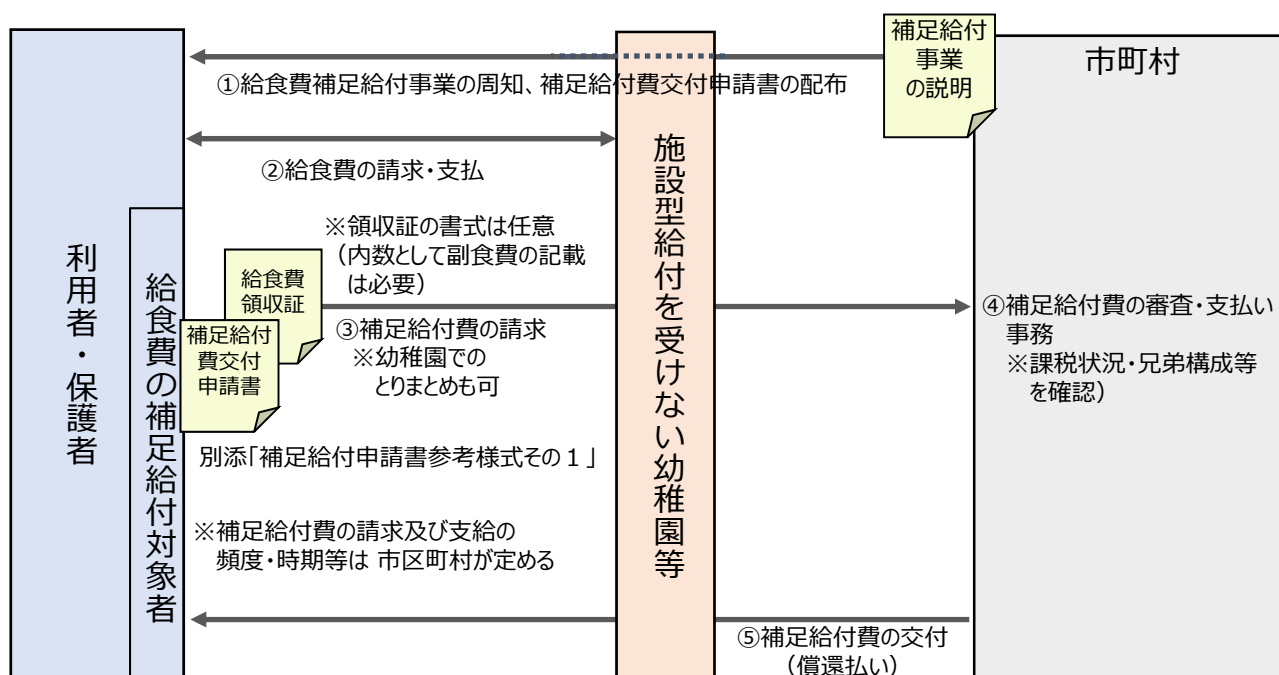 補足給付
事業
の説明
市町村
①給食費補足給付事業の周知、補足給付費交付申請書の配布
②給食費の請求・支払
利用者・保護者
給食費の補足給付対象者
施設型給付を受けない幼稚園等
※領収証の書式は任意
（内数として副食費の記載
は必要）
給食費
領収証
補足給付
費交付
申請書
③補足給付費の請求
※幼稚園での
とりまとめも可
④補足給付費の審査・支払い
事務
※課税状況・兄弟構成等
を確認）
別添「補足給付申請書参考様式その１」
※補足給付費の請求及び支給の
頻度・時期等は 市区町村が定める
⑤補足給付費の交付
（償還払い）